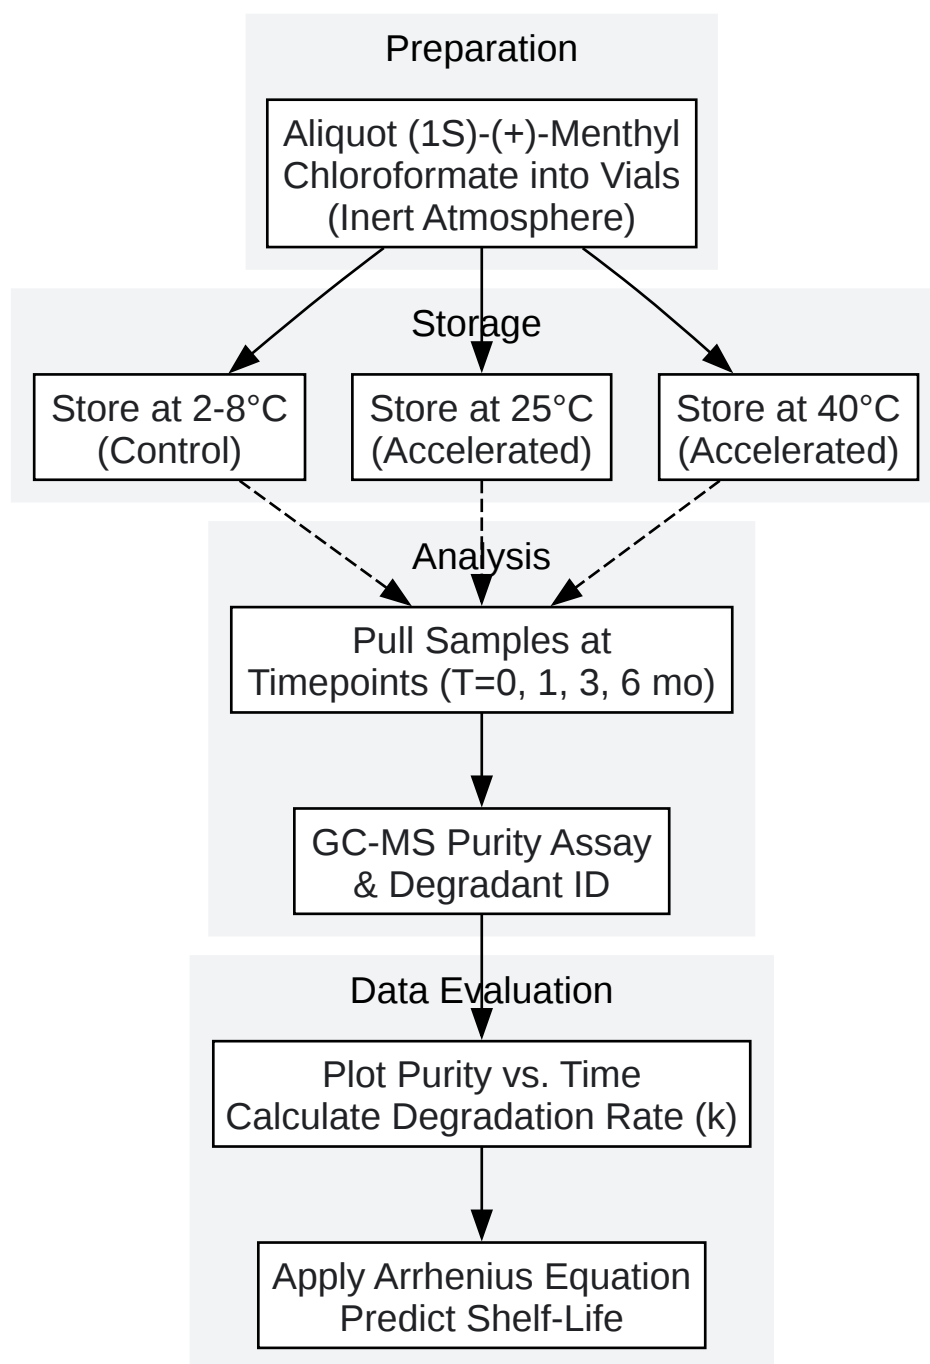 Preparation
Aliquot (1S)-(+)-Menthyl
Chloroformate into Vials
(Inert Atmosphere)
Storage
Store at 2-8°C
(Control)
Store at 25°C
(Accelerated)
Store at 40°C
(Accelerated)
Analysis
Pull Samples at
Timepoints (T=0, 1, 3, 6 mo)
GC-MS Purity Assay
& Degradant ID
Data Evaluation
Plot Purity vs. Time
Calculate Degradation Rate (k)
Apply Arrhenius Equation
Predict Shelf-Life